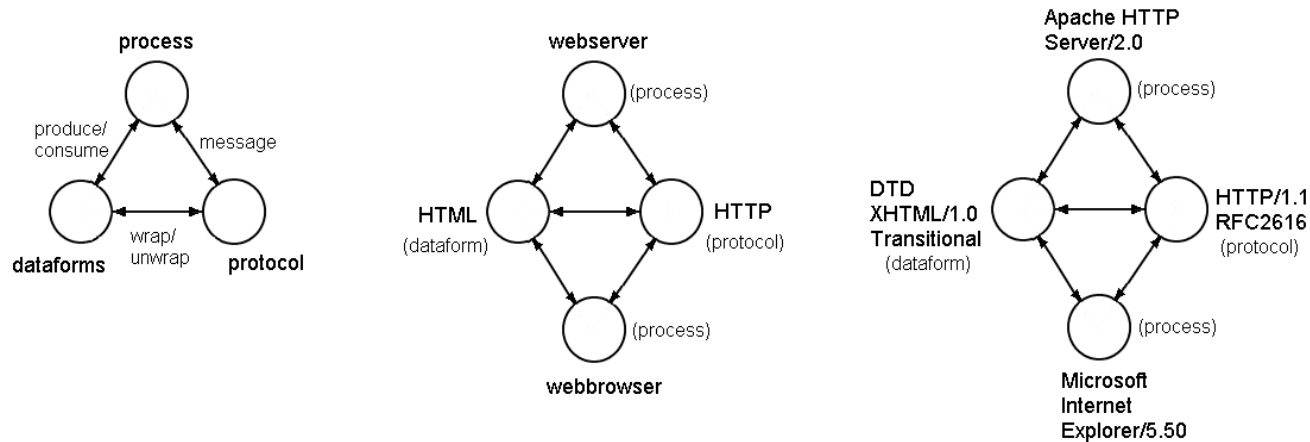 process
produce/
consume
message
wrap/
unwrap
dataforms
protocol
webserver
(process)
HTML
(dataform)
HTTP
(protocol)
(process)
webbrowser
Apache HTTP
Server/2.0
(process)
DTD
XHTML/1.0
Transitional
(dataform)
HTTP/1.1
RFC2616
(protocol)
(process)
Microsoft
Internet
Explorer/5.50